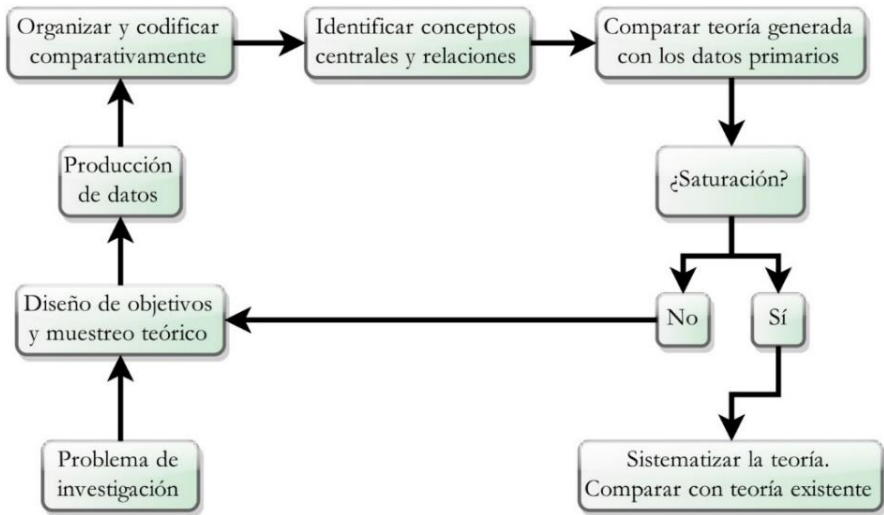 Organizar y codificar
comparativamente
Identificar conceptos
centrales y relaciones
Comparar teoría generada
con los datos primarios
Producción
de datos
¿Saturación?
Diseño de objetivos
y muestreo teórico
No
Sí
Problema de
investigación
Sistematizar la teoría.
Comparar con teoría existente